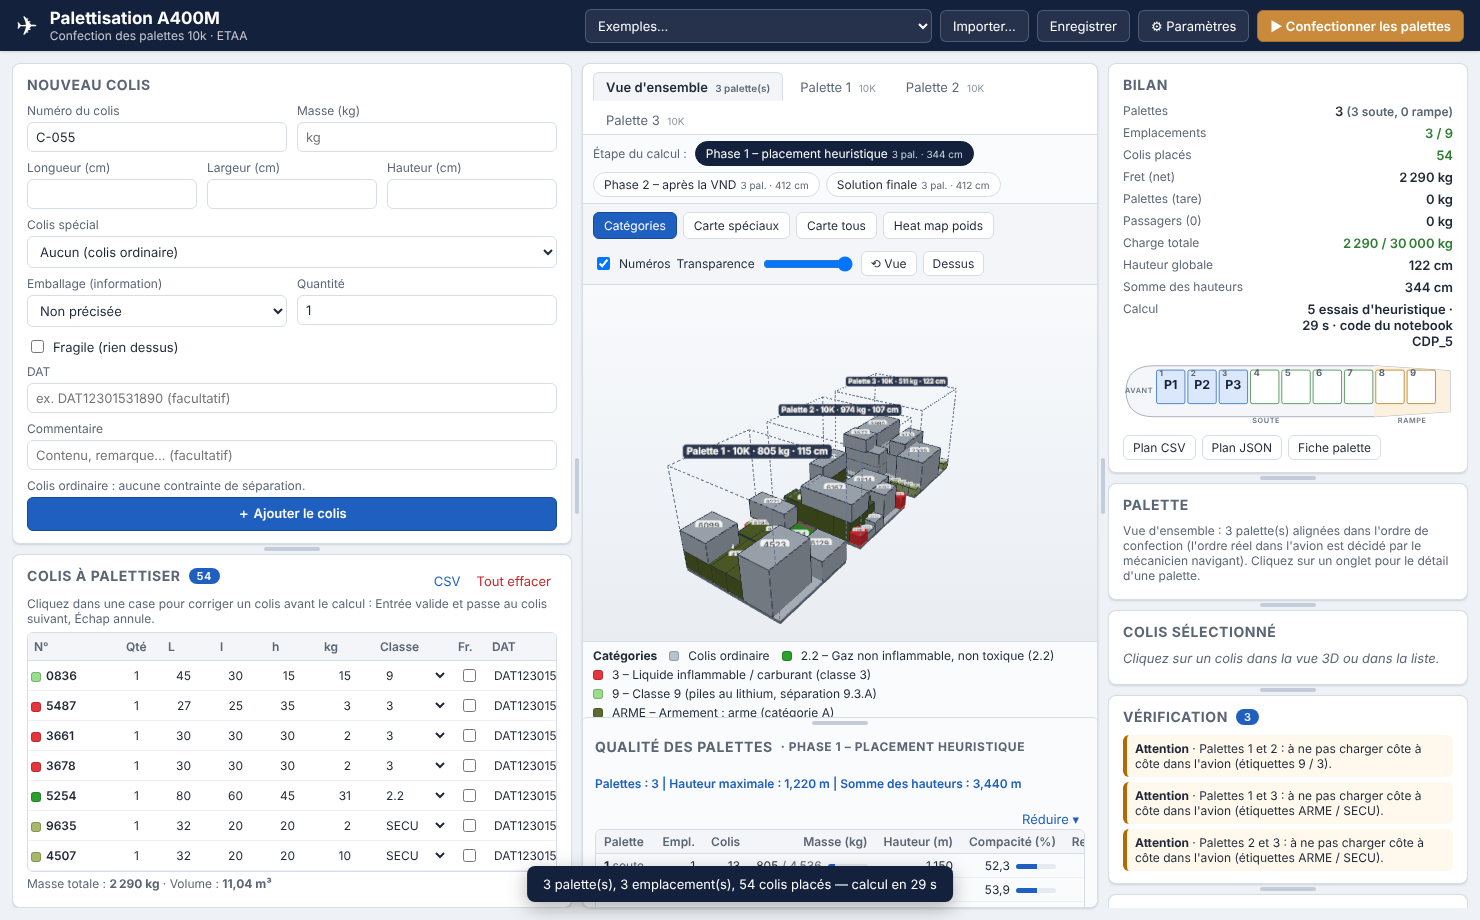 Palettisation A400M
Confection des palettes 10k · ETAA
Exemples...
Importer...
Enregistrer
⚙ Paramètres
▶ Confectionner les palettes
NOUVEAU COLIS
Numéro du colis
Masse (kg)
C-055
kg
Longueur (cm)
Largeur (cm)
Hauteur (cm)
Colis spécial
Aucun (colis ordinaire)
Emballage (information)
Quantité
Non précisée
1
Fragile (rien dessus)
DAT
ex. DAT12301531890 (facultatif)
Commentaire
Contenu, remarque... (facultatif)
Colis ordinaire : aucune contrainte de séparation.
+ Ajouter le colis
COLIS À PALETTISER 54
CSV Tout effacer
Cliquez dans une case pour corriger un colis avant le calcul : Entrée valide et passe au colis
suivant, Échap annule.
N° Qté L l h kg Classe Fr. DAT
0836 1 45 30 15 15 9 DAT123015
5487 1 27 25 35 3 3 DAT123015
3661 1 30 30 30 2 3 DAT123015
3678 1 30 30 30 2 3 DAT123015
5254 1 80 60 45 31 2.2 DAT123015
9635 1 32 20 20 2 SECU DAT123015
4507 1 32 20 20 10 SECU DAT123015
Masse totale : 2 290 kg · Volume : 11,04 m³
Vue d'ensemble 3 palette(s)
Palette 1 10K
Palette 2 10K
Palette 3 10K
Étape du calcul :
Phase 1 – placement heuristique 3 pal. · 344 cm
Phase 2 – après la VND 3 pal. · 412 cm
Solution finale 3 pal. · 412 cm
Catégories
Carte spéciaux
Carte tous
Heat map poids
Numéros
Transparence
⟲ Vue
Dessus
Palette 3 · 10K · 511 kg · 122 cm
Palette 2 · 10K · 974 kg · 107 cm
Palette 1 · 10K · 805 kg · 115 cm
Catégories
Colis ordinaire
2.2 – Gaz non inflammable, non toxique (2.2)
3 – Liquide inflammable / carburant (classe 3)
9 – Classe 9 (piles au lithium, séparation 9.3.A)
ARME – Armement : arme (catégorie A)
QUALITÉ DES PALETTES · PHASE 1 – PLACEMENT HEURISTIQUE
Palettes : 3 | Hauteur maximale : 1,220 m | Somme des hauteurs : 3,440 m
Réduire ▾
Palette Empl. Colis Masse (kg) Hauteur (m) Compacité (%) Re
1 soute 1 13 805 / 4 536 1,150 52,3
53,9
3 palette(s), 3 emplacement(s), 54 colis placés — calcul en 29 s
BILAN
Palettes 3 (3 soute, 0 rampe)
Emplacements 3 / 9
Colis placés 54
Fret (net) 2 290 kg
Palettes (tare) 0 kg
Passagers (0) 0 kg
Charge totale 2 290 / 30 000 kg
Hauteur globale 122 cm
Somme des hauteurs 344 cm
Calcul 5 essais d'heuristique ·
29 s · code du notebook
CDP_5
1 2 3 4 5 6 7 8 9
AVANT P1 P2 P3
SOUTE RAMPE
Plan CSV
Plan JSON
Fiche palette
PALETTE
Vue d'ensemble : 3 palette(s) alignées dans l'ordre de
confection (l'ordre réel dans l'avion est décidé par le
mécanicien navigant). Cliquez sur un onglet pour le détail
d'une palette.
COLIS SÉLECTIONNÉ
Cliquez sur un colis dans la vue 3D ou dans la liste.
VÉRIFICATION 3
Attention · Palettes 1 et 2 : à ne pas charger côte à
côte dans l'avion (étiquettes 9 / 3).
Attention · Palettes 1 et 3 : à ne pas charger côte à
côte dans l'avion (étiquettes ARME / SECU).
Attention · Palettes 2 et 3 : à ne pas charger côte à
côte dans l'avion (étiquettes ARME / SECU).